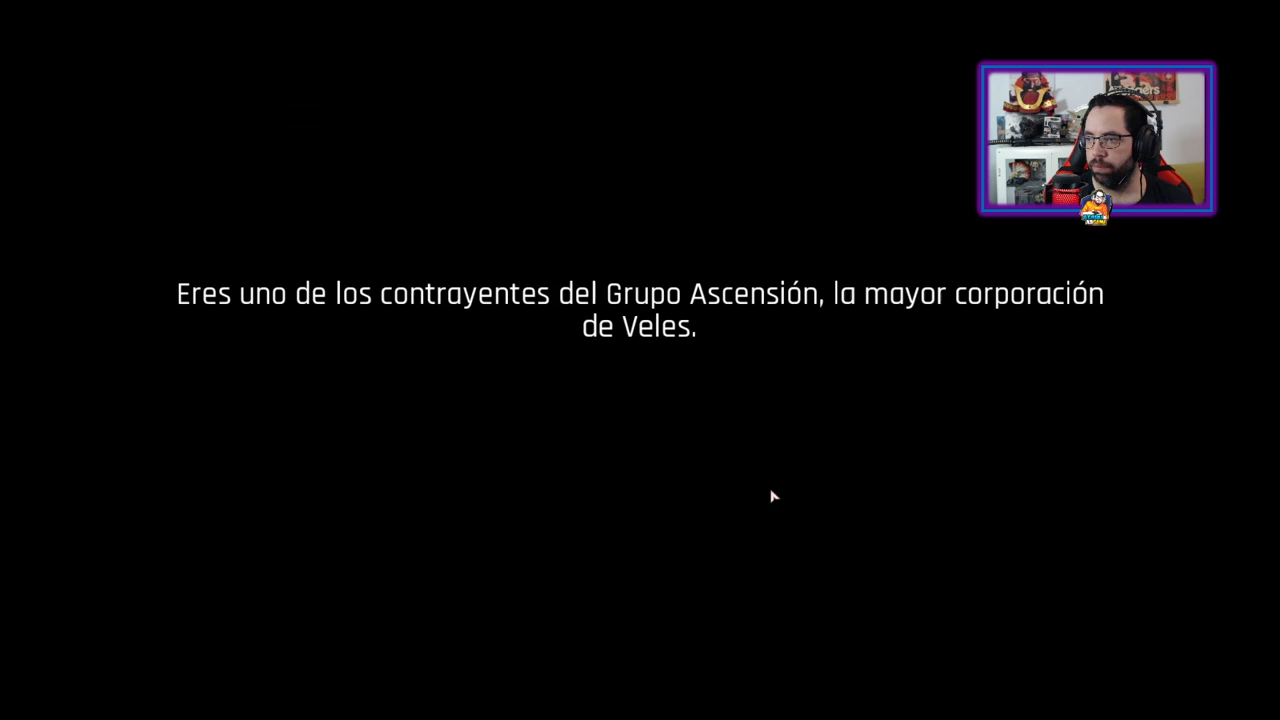 Eres uno de los contrayentes del Grupo Ascensión, la mayor corporación
de Veles.